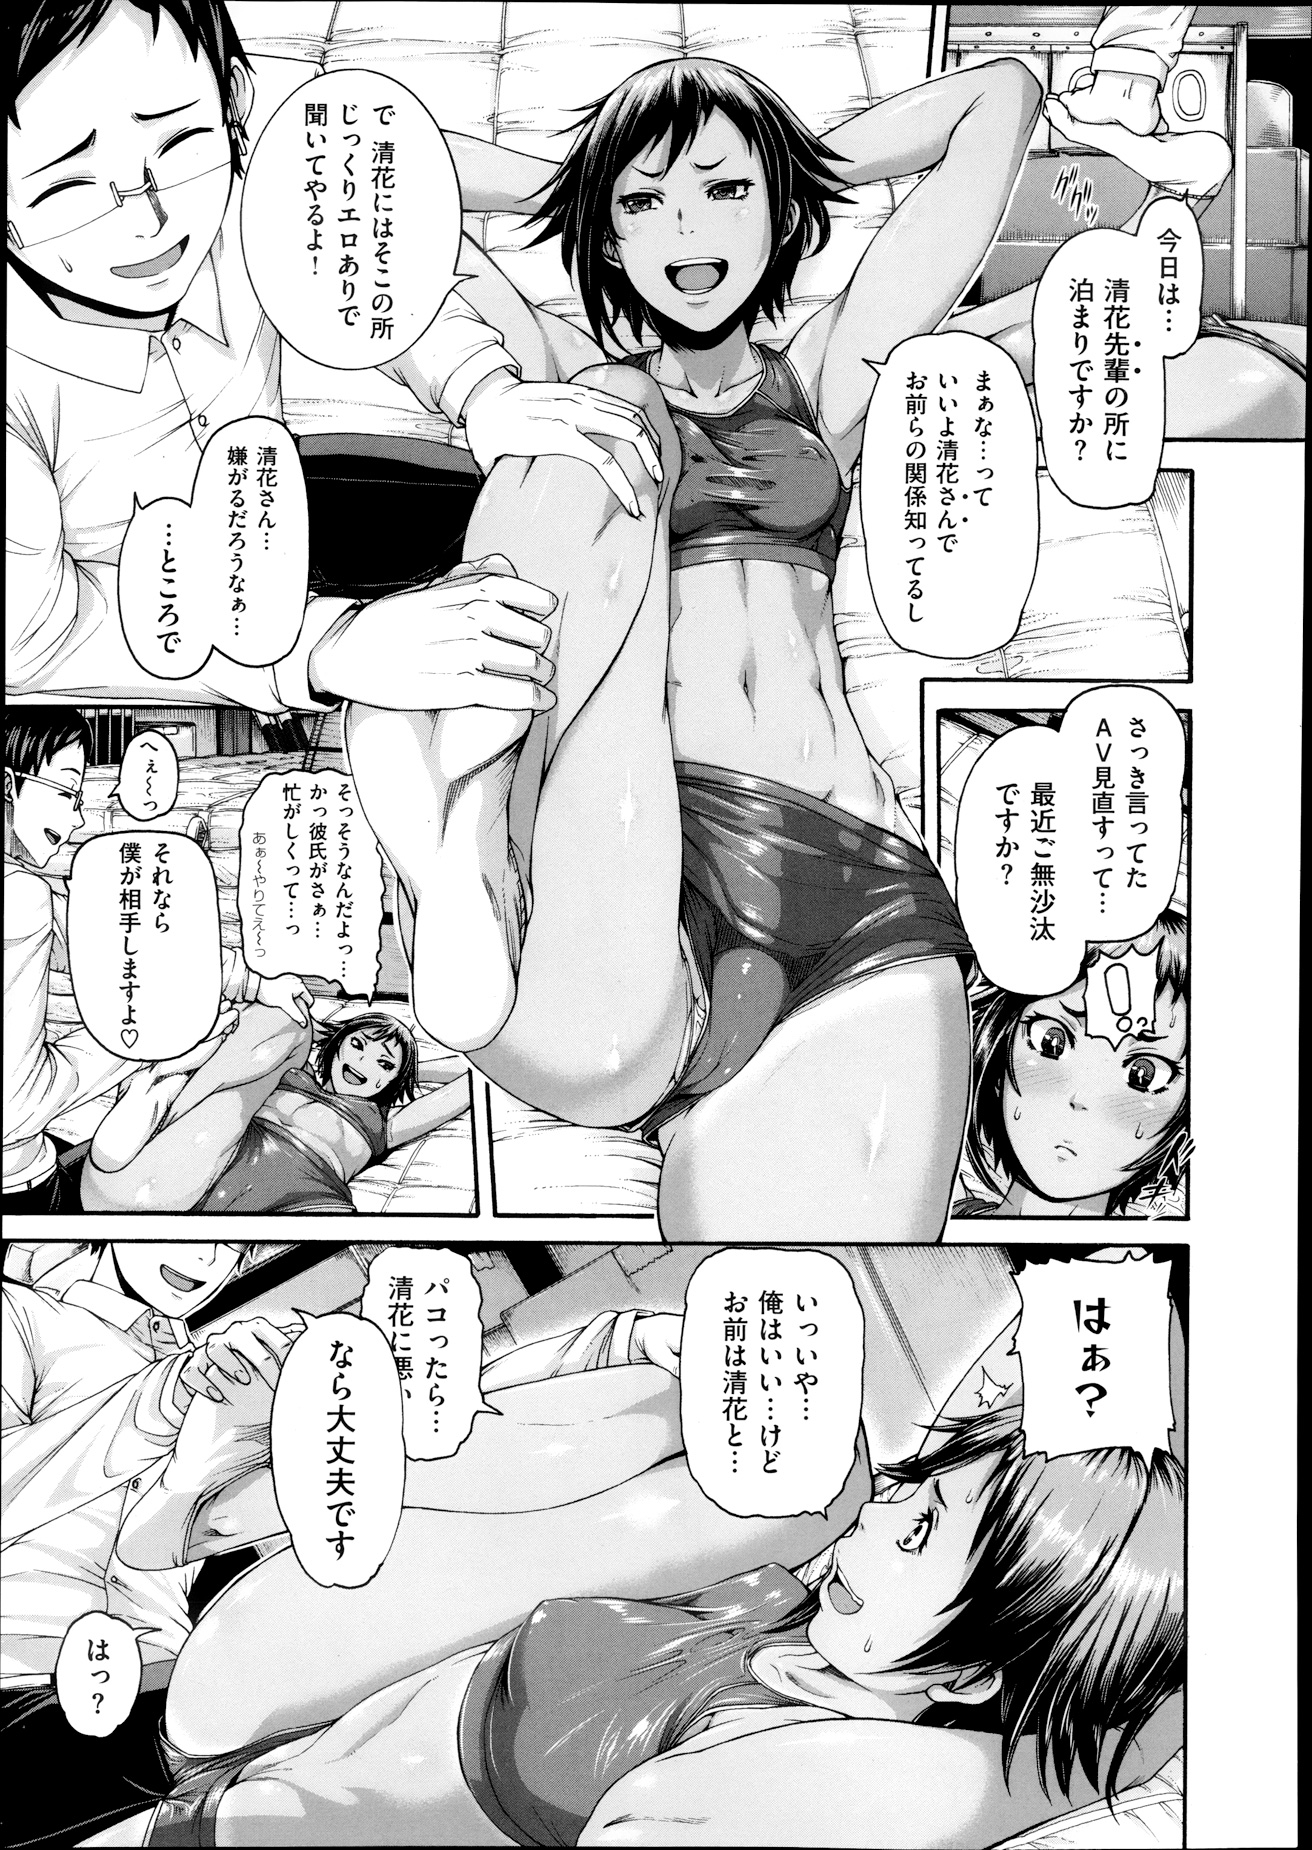 今日は…
清花先輩の所に
泊まりですか？
グググッ
まぁな…って
いいよ清花さんで
お前らの関係知ってるし
で 清花にはそこの所
じっくりエロありで
聞いてやるよ！
清花さん…
嫌がるだろうなぁ…
…ところで
さっき言ってた
ＡＶ見直すって…
最近ご無沙汰
ですか？
そっそうなんだよっ…
かっ彼氏がさぁ…
忙がしくって…っ
あぁ～やりてえ～っ
へぇ～っ
それなら
僕が相手しますよ♡
はぁ？
いっいや…
俺はいい…けど
お前は清花と…
パコったら…
清花に悪い
なら大丈夫です
はっ？